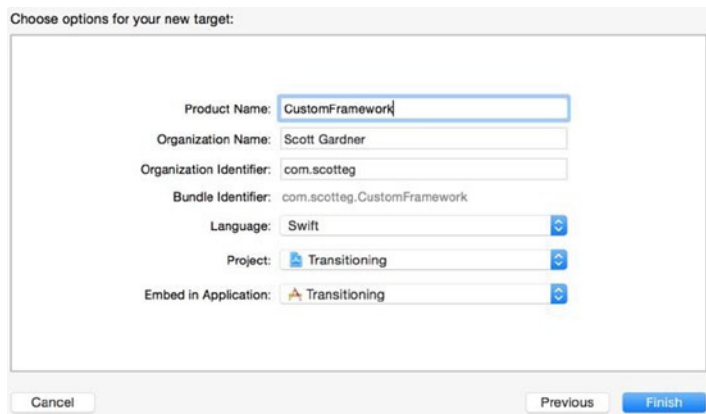 Choose options for your new target:
Product Name: CustomFramework
Organization Name: Scott Gardner
Organization Identifier: com.scotteg
Bundle Identifier: com.scotteg.CustomFramework
Language: Swift
Project: Transitioning
Embed in Application: Transitioning
Cancel Previous Finish